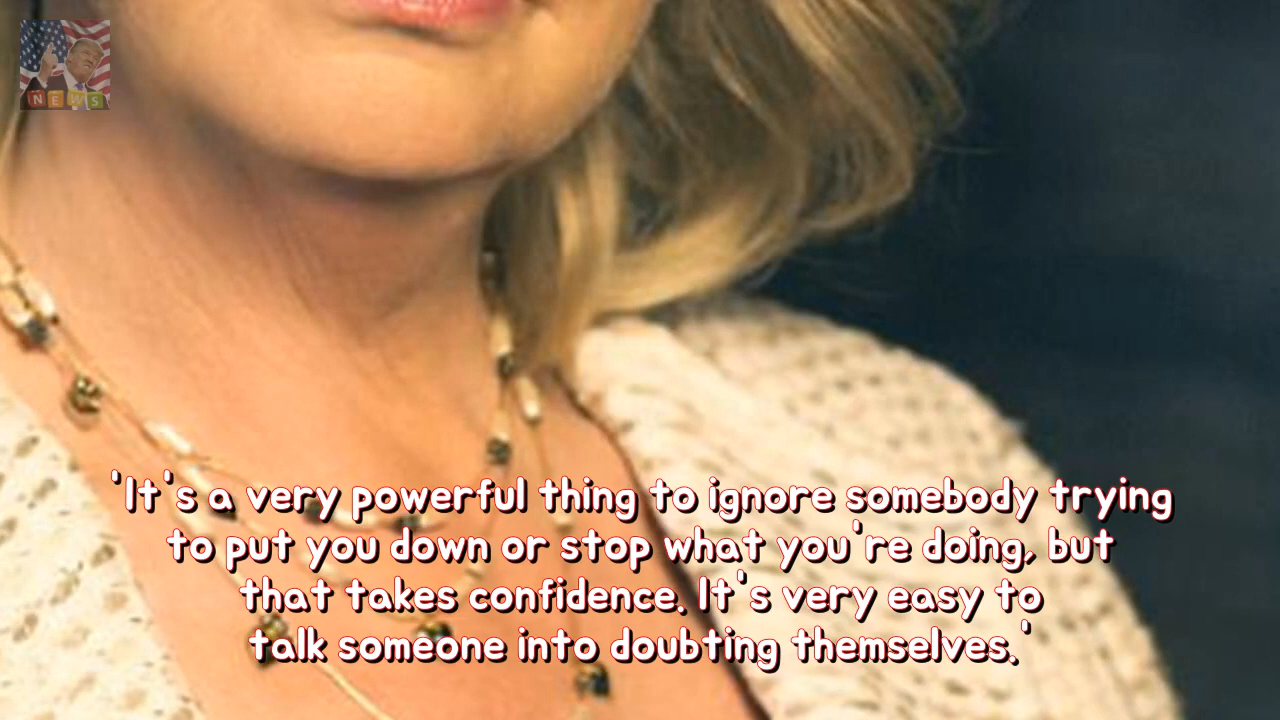 NEWS
'It's a very powerful thing to ignore somebody trying
to put you down or stop what you're doing, but
that takes confidence. It's very easy to
talk someone into doubting themselves.'